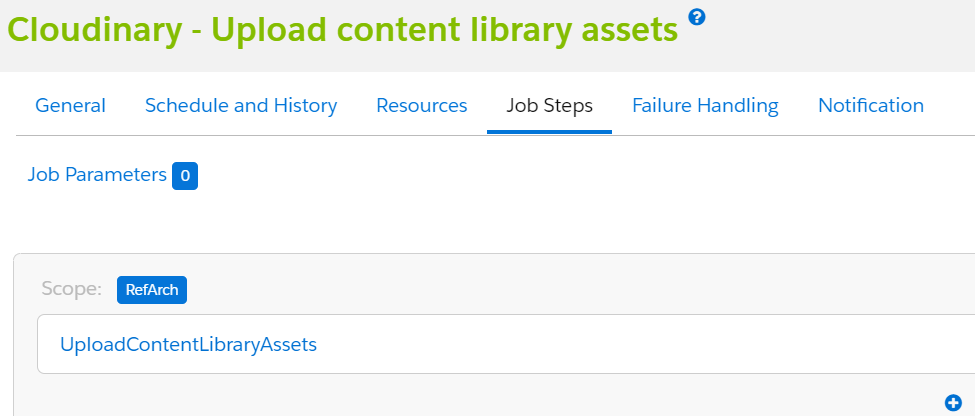 Cloudinary - Upload content library assets ?
General Schedule and History Resources Job Steps Failure Handling Notification
Job Parameters 0
Scope: RefArch
UploadContentLibraryAssets